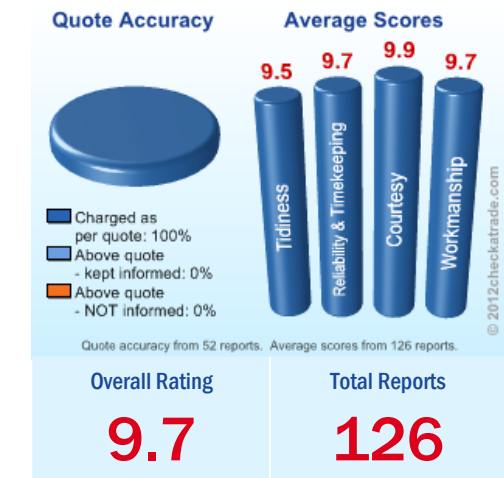 Quote Accuracy
Average Scores
9.5
9.7
9.9
9.7
Tidiness
Reliability & Timekeeping
Courtesy
Workmanship
Charged as
per quote: 100%
Above quote
- kept informed: 0%
Above quote
- NOT informed: 0%
© 2012checkatrade.com
Quote accuracy from 52 reports. Average scores from 126 reports.
Overall Rating
Total Reports
9.7
126